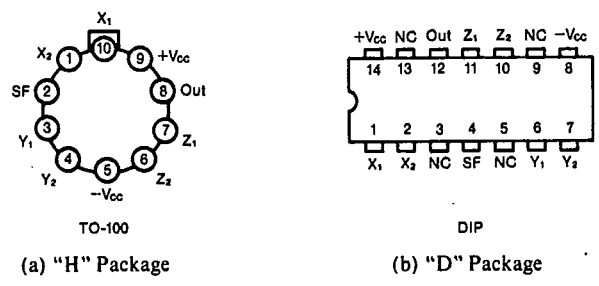 X₁
10
X₂ 1 9 +Vcc
SF 2 8 Out
Y₁ 3 7 Z₁
Y₂ 4 5 6 Z₂
−Vcc
TO-100
(a) “H” Package
+Vcc NC Out Z₁ Z₂ NC −Vcc
14 13 12 11 10 9 8
1 2 3 4 5 6 7
X₁ X₂ NC SF NC Y₁ Y₂
DIP
(b) “D” Package